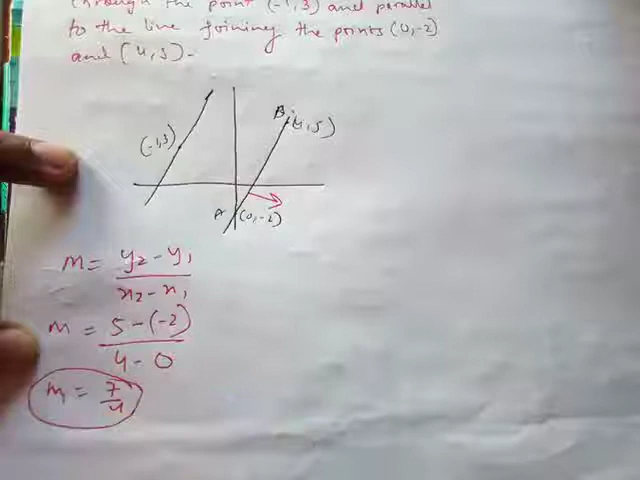 through the point (-1,3) and parallel
to the line joining the points (0,-2)
and (4,5).
B (4,5)
(-1,3)
A (0,-2)
m = y2 - y1 / x2 - x1
m = 5 - (-2) / 4 - 0
m = 7/4